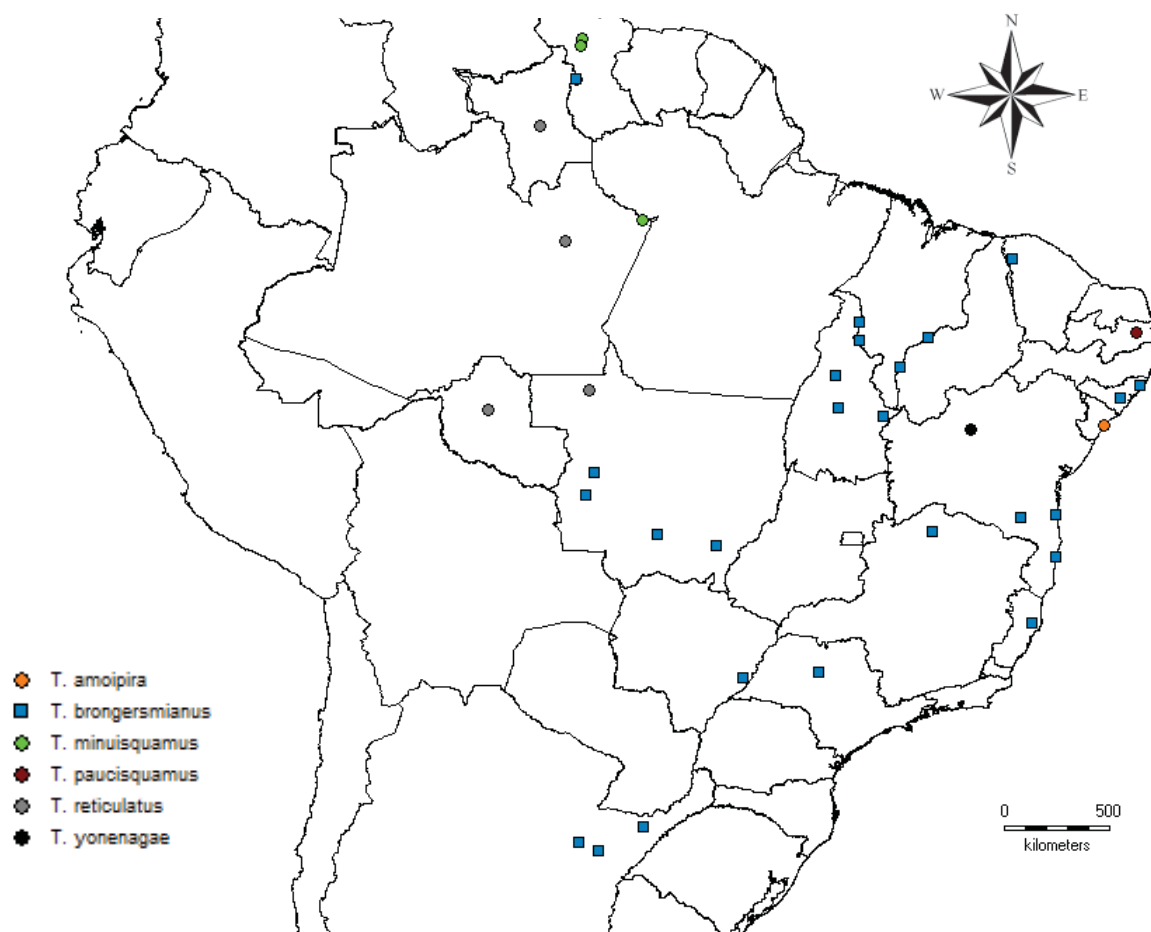 N
W E
S
T. amoipira
T. brongersmianus
T. minuisquamus
T. paucisquamus
T. reticulatus
T. yonenagae
0 500
kilometers